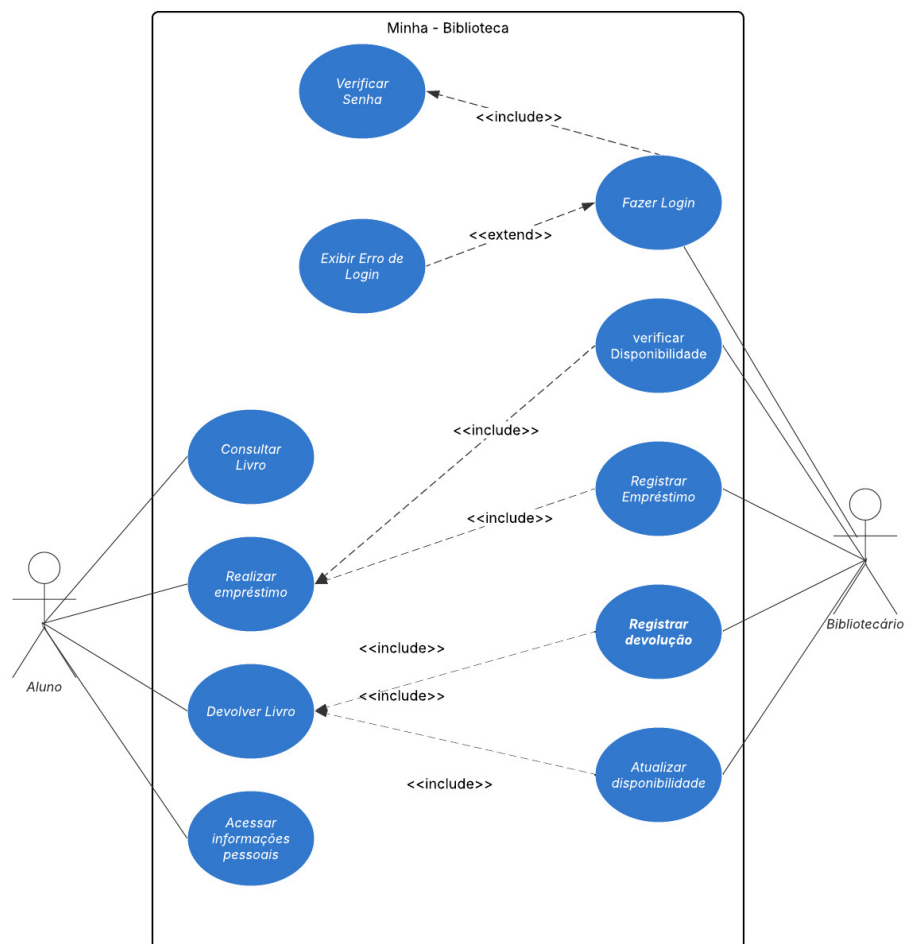 Minha - Biblioteca
Verificar
Senha
<<include>>
Fazer Login
<<extend>>
Exibir Erro de
Login
verificar
Disponibilidade
<<include>>
Consultar
Livro
Registrar
Empréstimo
<<include>>
Realizar
empréstimo
Bibliotecário
Registrar
devolução
<<include>>
Aluno
<<include>>
Devolver Livro
Atualizar
disponibilidade
<<include>>
Acessar
informações
pessoais